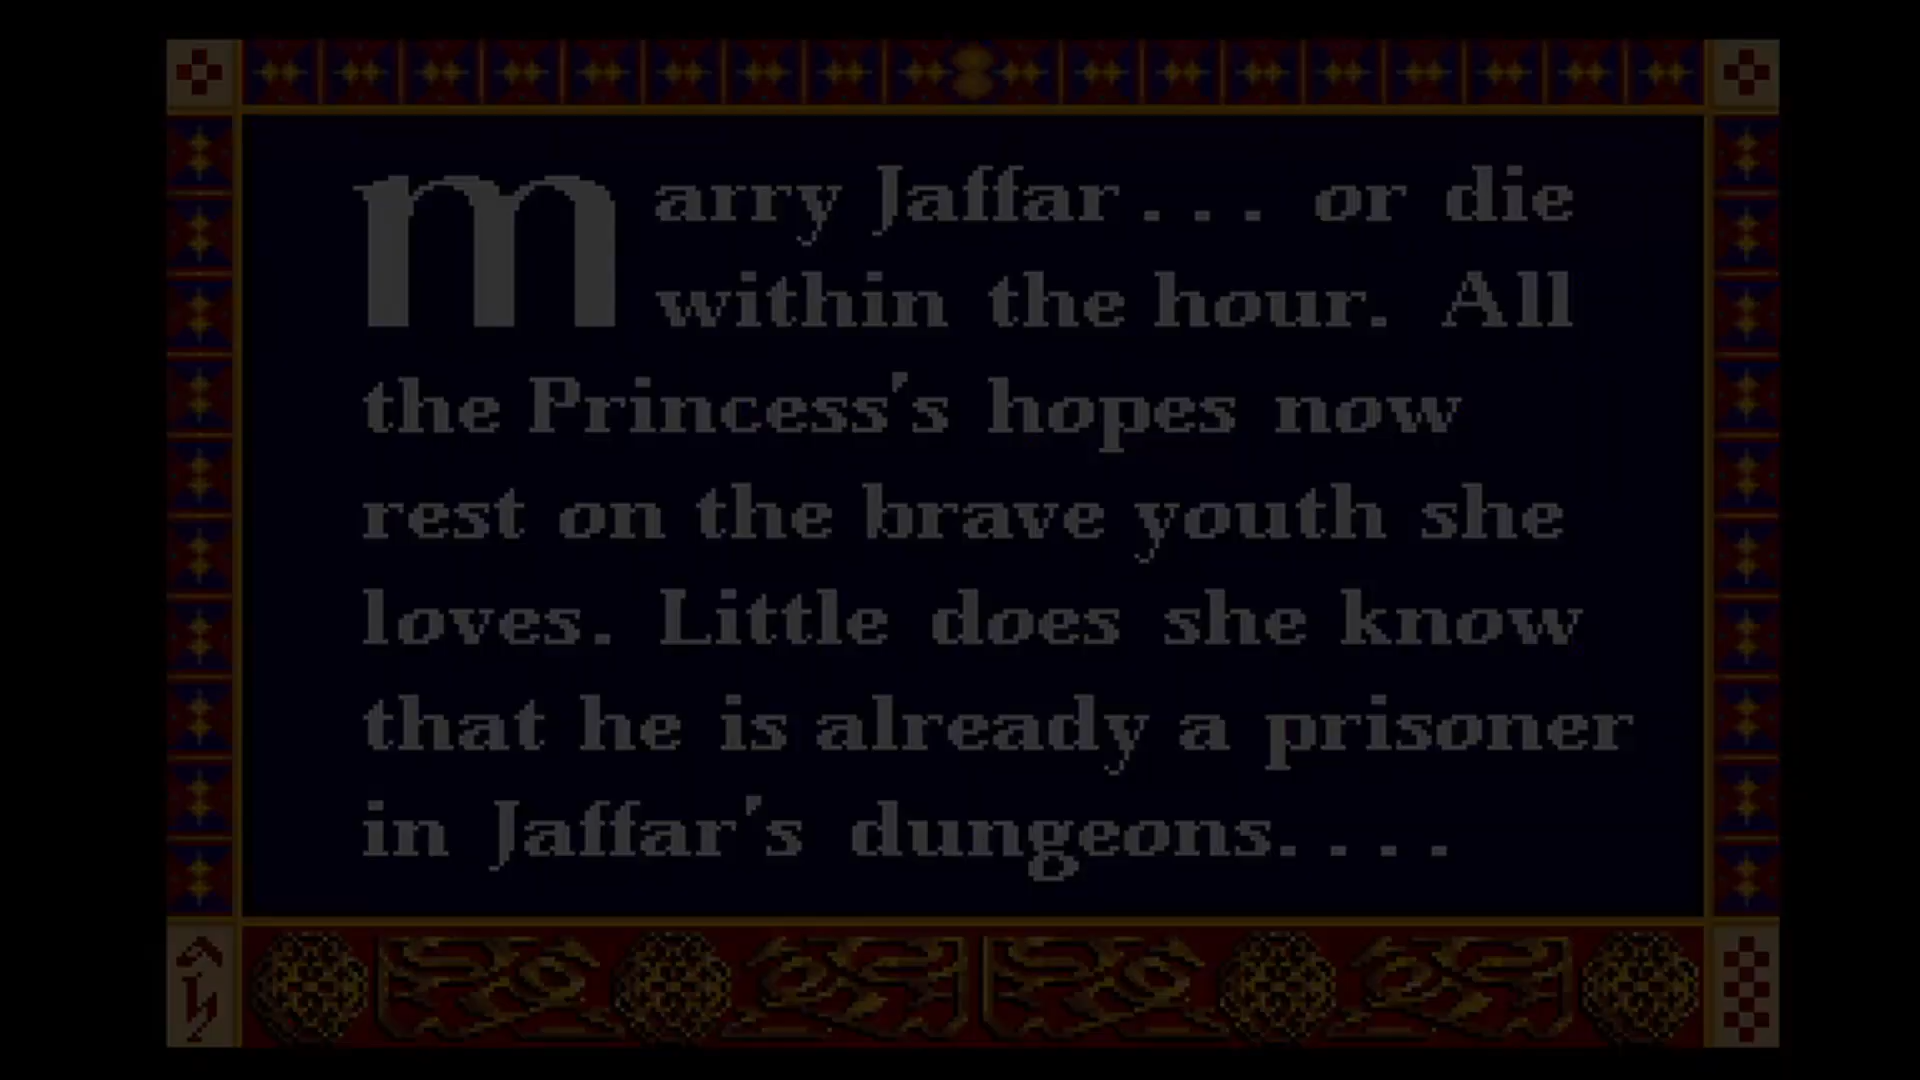 Marry Jaffar... or die
within the hour. All
the Princess's hopes now
rest on the brave youth she
loves. Little does she know
that he is already a prisoner
in Jaffar's dungeons....